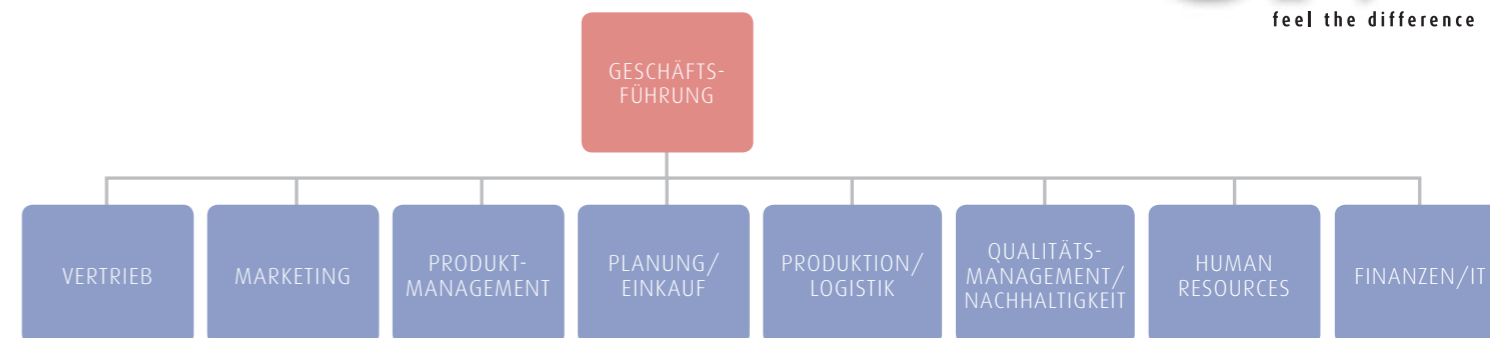 feel the difference
GESCHÄFTS-
FÜHRUNG
VERTRIEB
MARKETING
PRODUKT-
MANAGEMENT
PLANUNG/
EINKAUF
PRODUKTION/
LOGISTIK
QUALITÄTS-
MANAGEMENT/
NACHHALTIGKEIT
HUMAN
RESOURCES
FINANZEN/IT